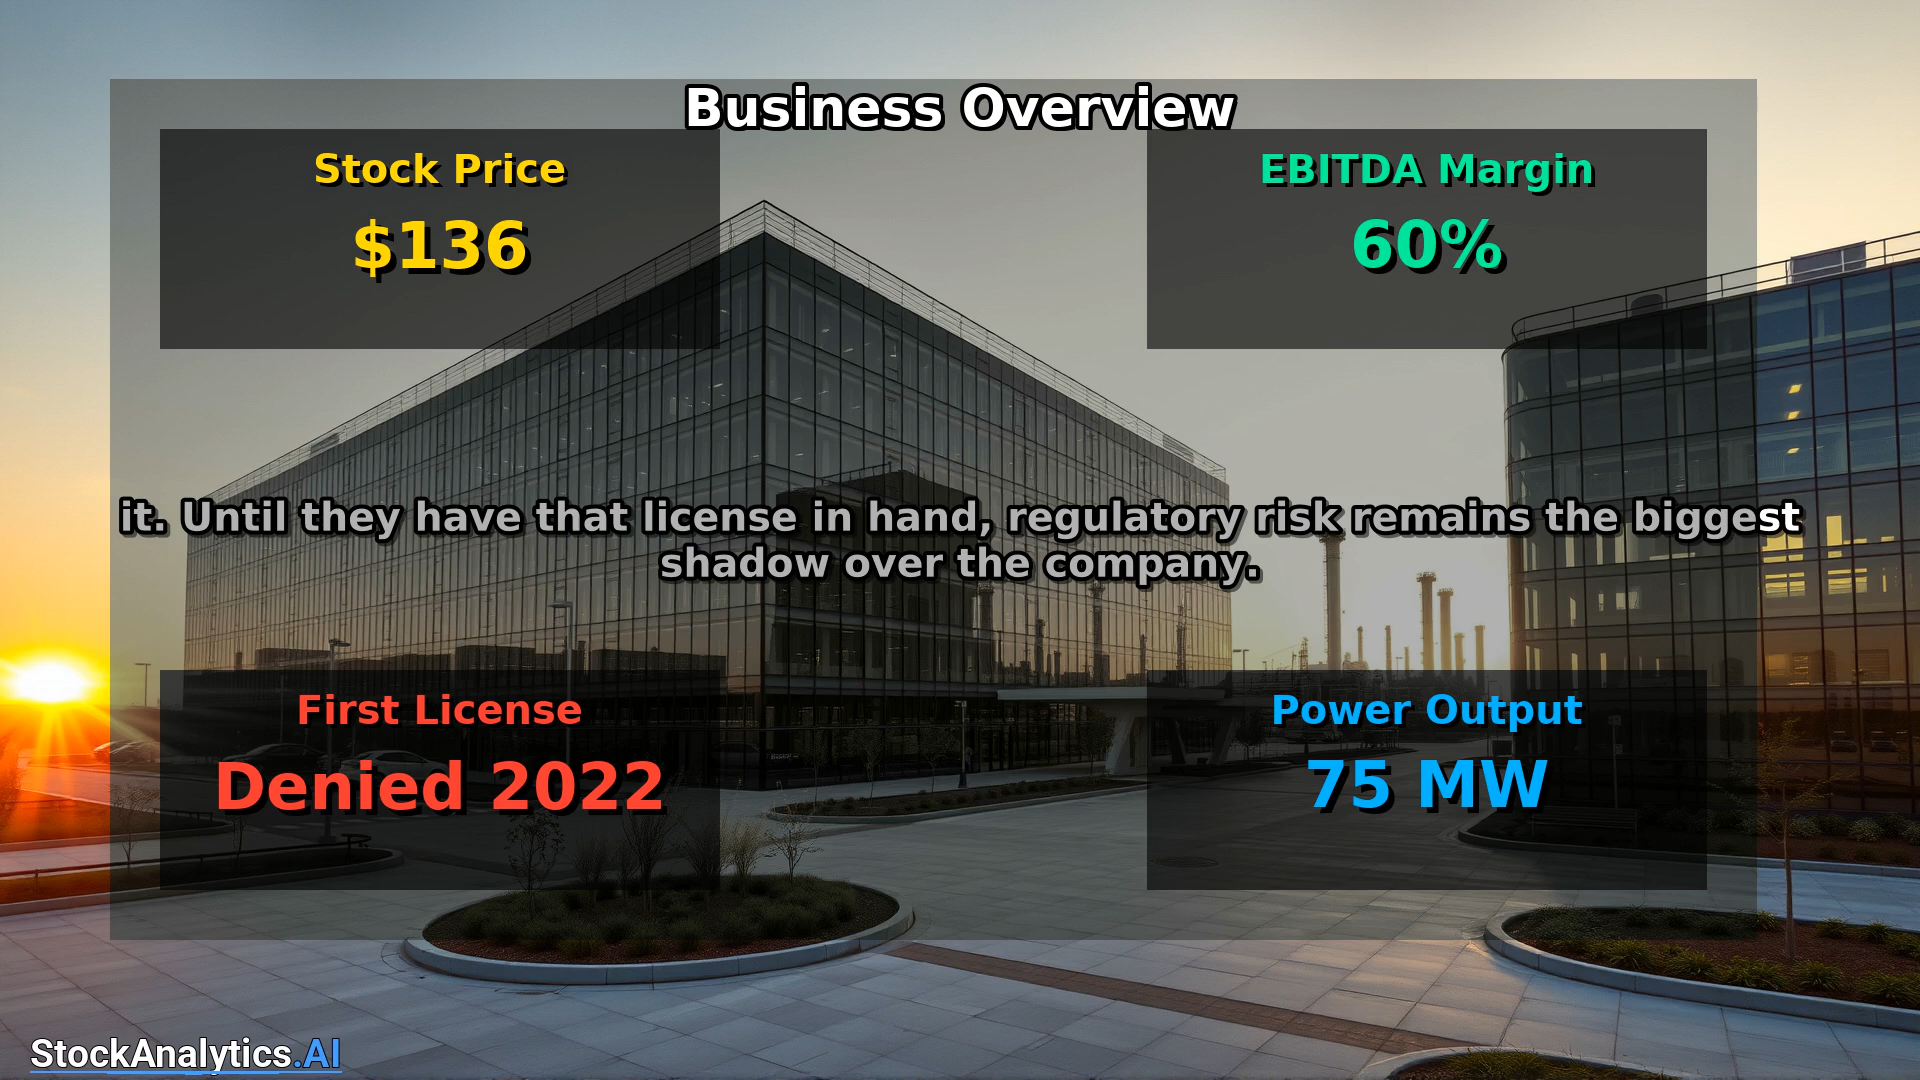 Business Overview
Stock Price
$136
EBITDA Margin
60%
it. Until they have that license in hand, regulatory risk remains the biggest
shadow over the company.
First License
Denied 2022
Power Output
75 MW
StockAnalytics.AI